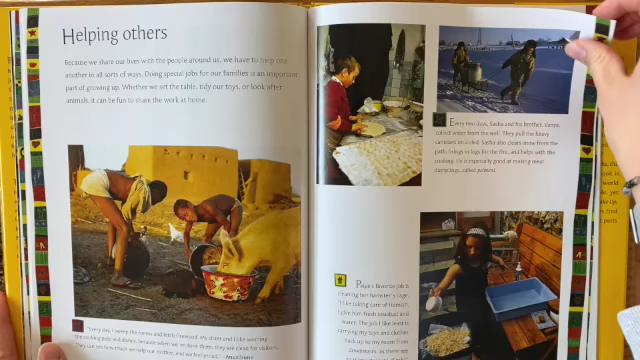 Helping others
Because we share our lives with the people around us, we have to help one
another in all sorts of ways. Doing special jobs for our families is an important
part of growing up. Whether we set the table, tidy our toys, or look after
animals, it can be fun to share the work at home.
"Every day, I sweep the rooms and fetch firewood. My sister and I like washing
the cooking pots and dishes, because when we have them, they are clean for visitors.
They can see how much we help our mother, and we feel proud."
Every two days, Sasha and his brother, Vanya,
collect water from the well. They pull the heavy
canisters on a sled. Sasha also clears snow from the
path, brings in logs for the fire, and helps with the
cooking. He is especially good at making meat
dumplings, called pelmeni.
favorite job is
cleaning her hamster's cage.
"I like taking care of Hamish.
I give him fresh sawdust and
water. The job I like least is
carrying my toys and clothes
back up to my room from
downstairs, as there are